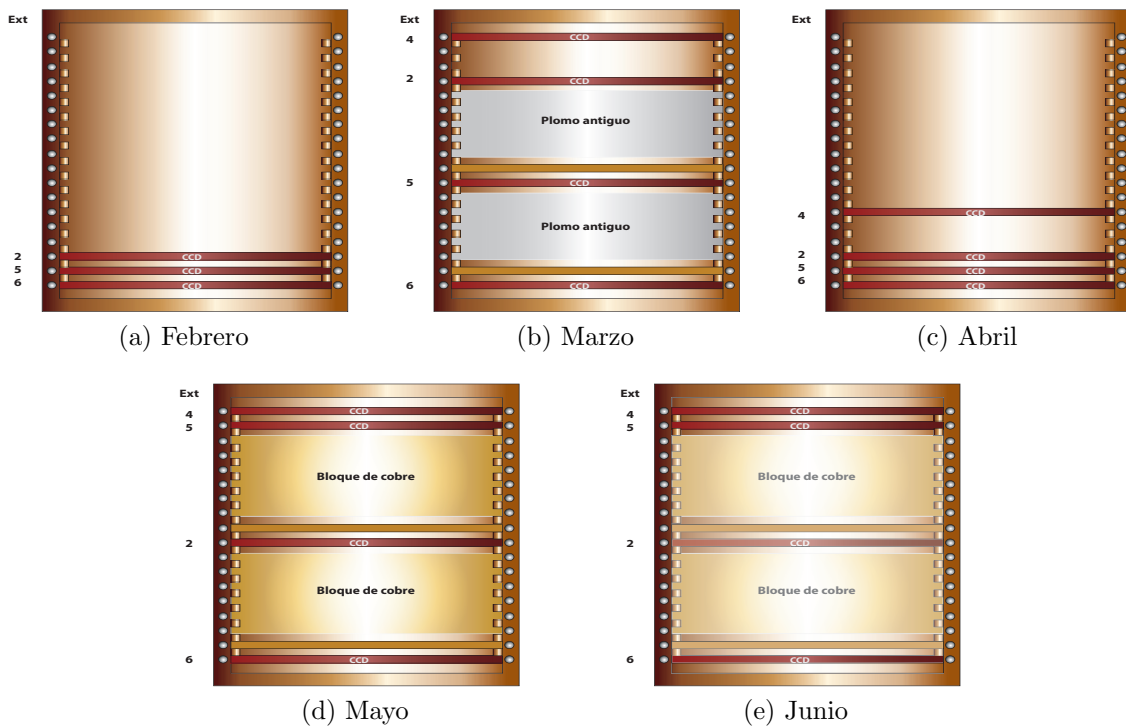 Ext
2 CCD
5 CCD
6 CCD
(a) Febrero
4 CCD
2 CCD
Plomo antiguo
5 CCD
Plomo antiguo
6 CCD
(b) Marzo
Ext
4 CCD
2 CCD
5 CCD
6 CCD
(c) Abril
Ext
4 CCD
5 CCD
Bloque de cobre
2 CCD
Bloque de cobre
6 CCD
(d) Mayo
Ext
4 CCD
5 CCD
Bloque de cobre
2 CCD
Bloque de cobre
6 CCD
(e) Junio